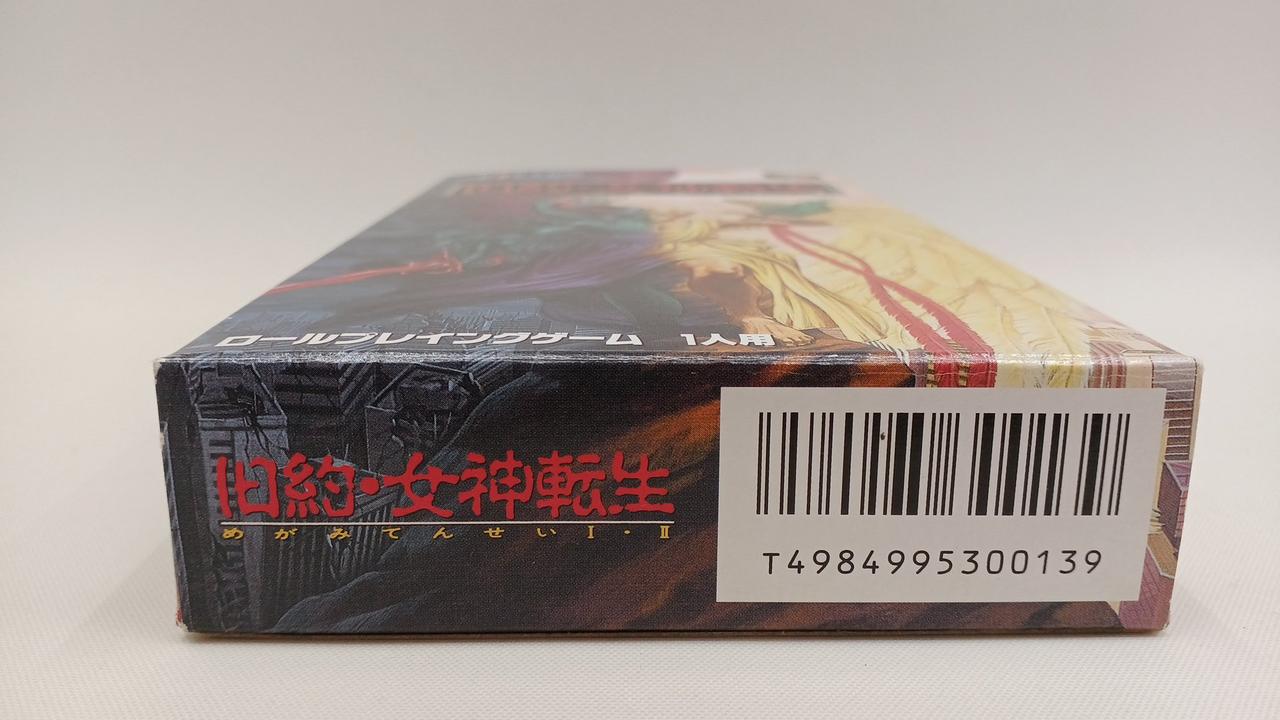 ロールプレイングゲーム 1人用
旧約・女神転生
めがみてんせいⅠ・Ⅱ
T4984995300139